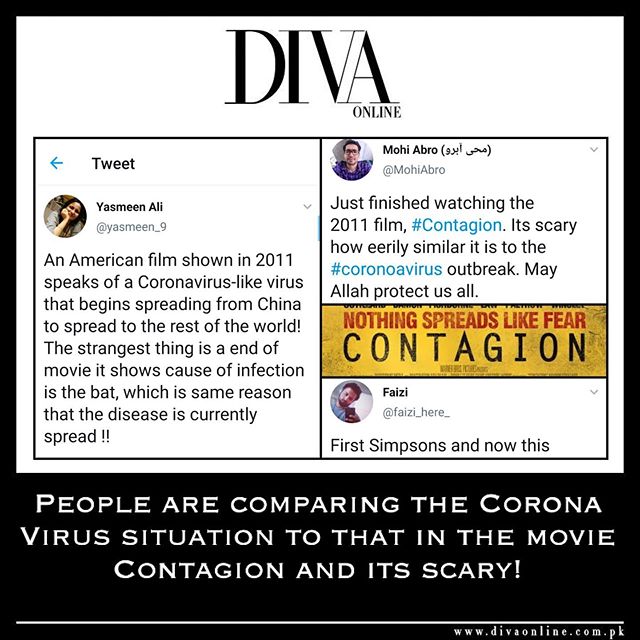 DIVA
ONLINE
Tweet
Yasmeen Ali
@yasmeen_9
An American film shown in 2011
speaks of a Coronavirus-like virus
that begins spreading from China
to spread to the rest of the world!
The strangest thing is a end of
movie it shows cause of infection
is the bat, which is same reason
that the disease is currently
spread !!
Mohi Abro (محی آبرو)
@MohiAbro
Just finished watching the
2011 film, #Contagion. Its scary
how eerily similar it is to the
#coronoavirus outbreak. May
Allah protect us all.
NOTHING SPREADS LIKE FEAR
CONTAGION
Faizi
@faizi_here_
First Simpsons and now this
People are comparing the Corona
Virus situation to that in the movie
Contagion and its scary!
www.divaonline.com.pk